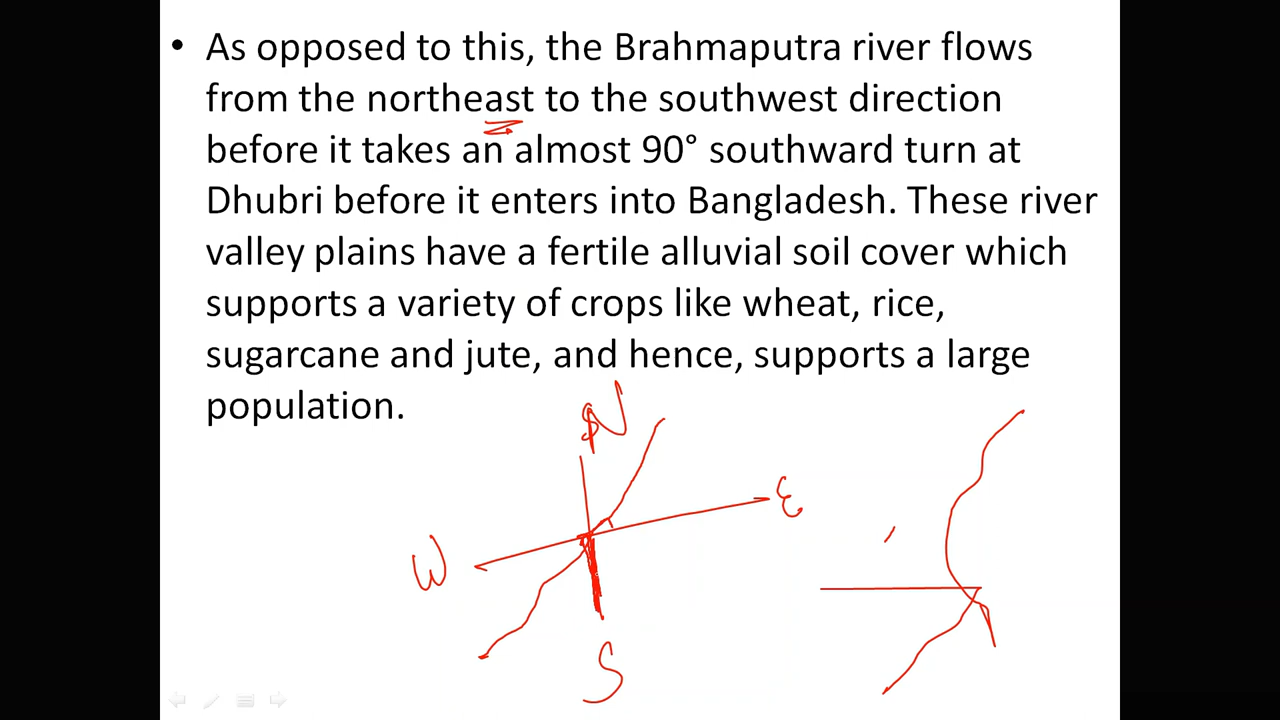 • As opposed to this, the Brahmaputra river flows
from the northeast to the southwest direction
before it takes an almost 90° southward turn at
Dhubri before it enters into Bangladesh. These river
valley plains have a fertile alluvial soil cover which
supports a variety of crops like wheat, rice,
sugarcane and jute, and hence, supports a large
population.
N
E
W
S